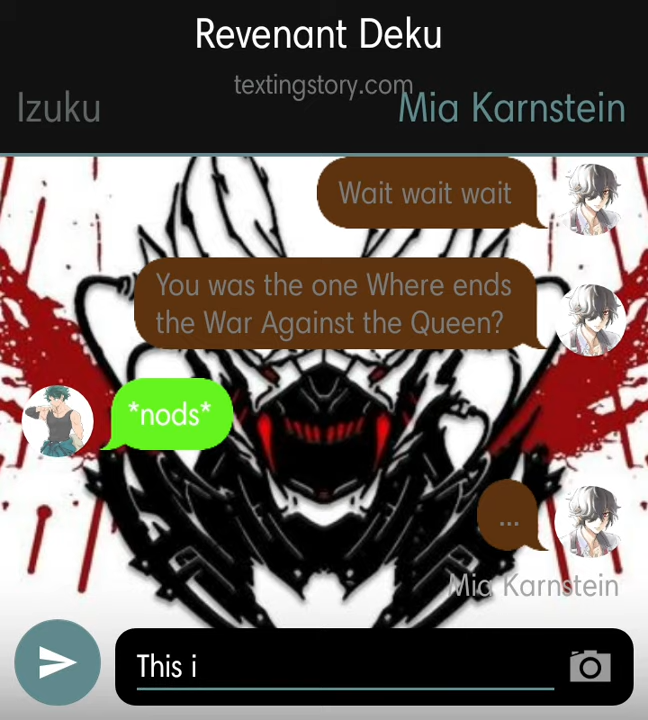 Revenant Deku
textingstory.com
Izuku
Mia Karnstein
Wait wait wait
You was the one Where ends
the War Against the Queen?
*nods*
...
Mia Karnstein
This i